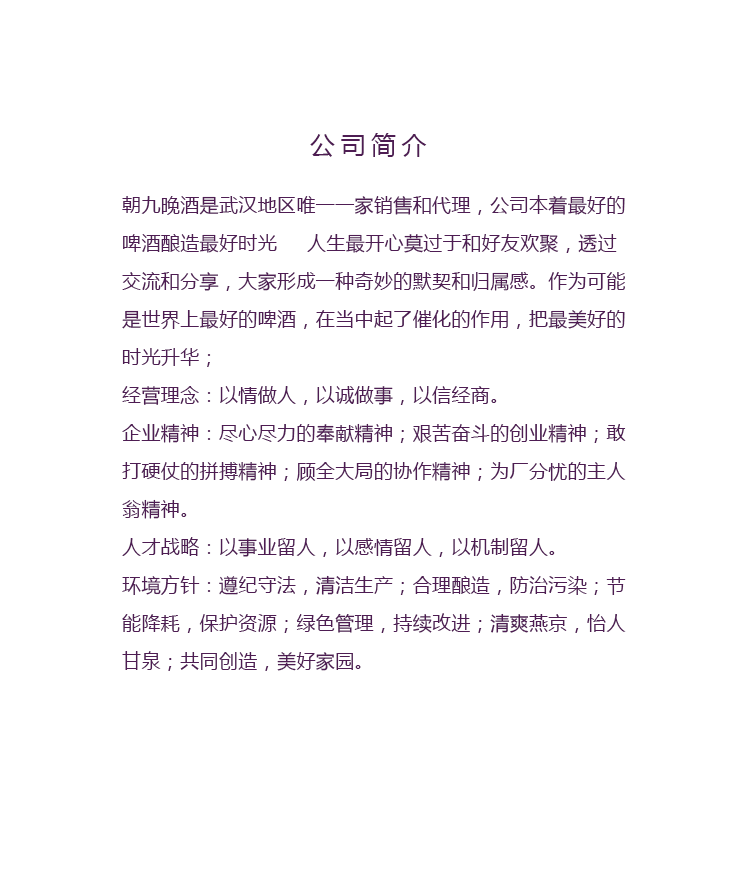 公司简介
朝九晚酒是武汉地区唯一一家销售和代理，公司本着最好的
啤酒酿造最好时光　人生最开心莫过于和好友欢聚，透过
交流和分享，大家形成一种奇妙的默契和归属感。作为可能
是世界上最好的啤酒，在当中起了催化的作用，把最美好的
时光升华；
经营理念：以情做人，以诚做事，以信经商。
企业精神：尽心尽力的奉献精神；艰苦奋斗的创业精神；敢
打硬仗的拼搏精神；顾全大局的协作精神；为厂分忧的主人
翁精神。
人才战略：以事业留人，以感情留人，以机制留人。
环境方针：遵纪守法，清洁生产；合理酿造，防治污染；节
能降耗，保护资源；绿色管理，持续改进；清爽燕京，怡人
甘泉；共同创造，美好家园。